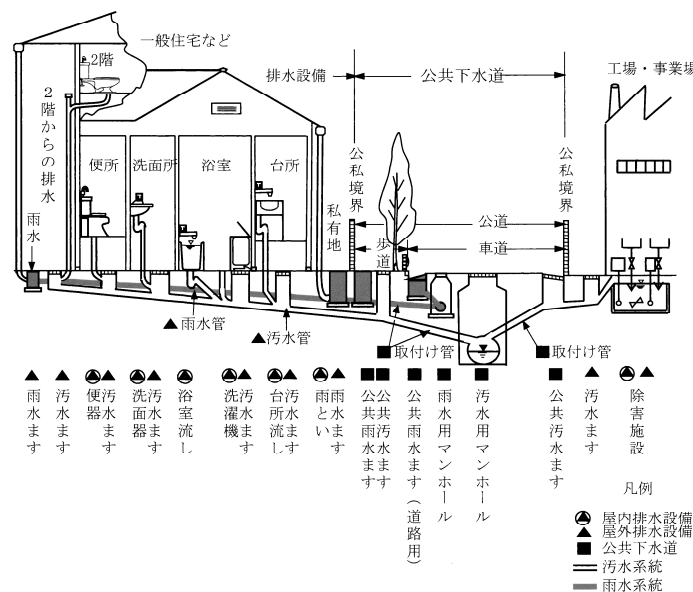 一般住宅など
2階
2階からの排水
排水設備
公共下水道
工場・事業場
便所
洗面所
浴室
台所
公私境界
公私境界
私有地
公道
歩道
車道
雨水
雨水管
汚水管
取付け管
取付け管
雨水ます
汚水ます
便器
汚水ます
洗面器
汚水ます
浴室流し
洗濯機
汚水ます
台所流し
汚水ます
雨とい
雨水ます
公共雨水ます
公共汚水ます
公共雨水ます(道路用)
雨水用マンホール
汚水用マンホール
公共汚水ます
汚水ます
除害施設
凡例
屋内排水設備
屋外排水設備
公共下水道
汚水系統
雨水系統